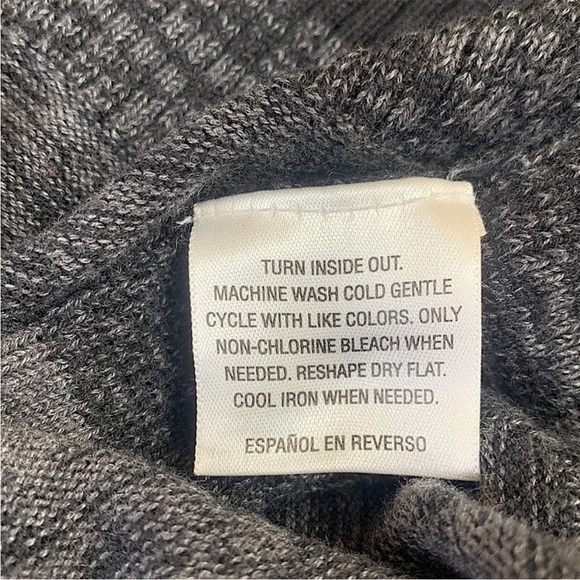 TURN INSIDE OUT.
MACHINE WASH COLD GENTLE
CYCLE WITH LIKE COLORS. ONLY
NON-CHLORINE BLEACH WHEN
NEEDED. RESHAPE DRY FLAT.
COOL IRON WHEN NEEDED.
ESPAÑOL EN REVERSO